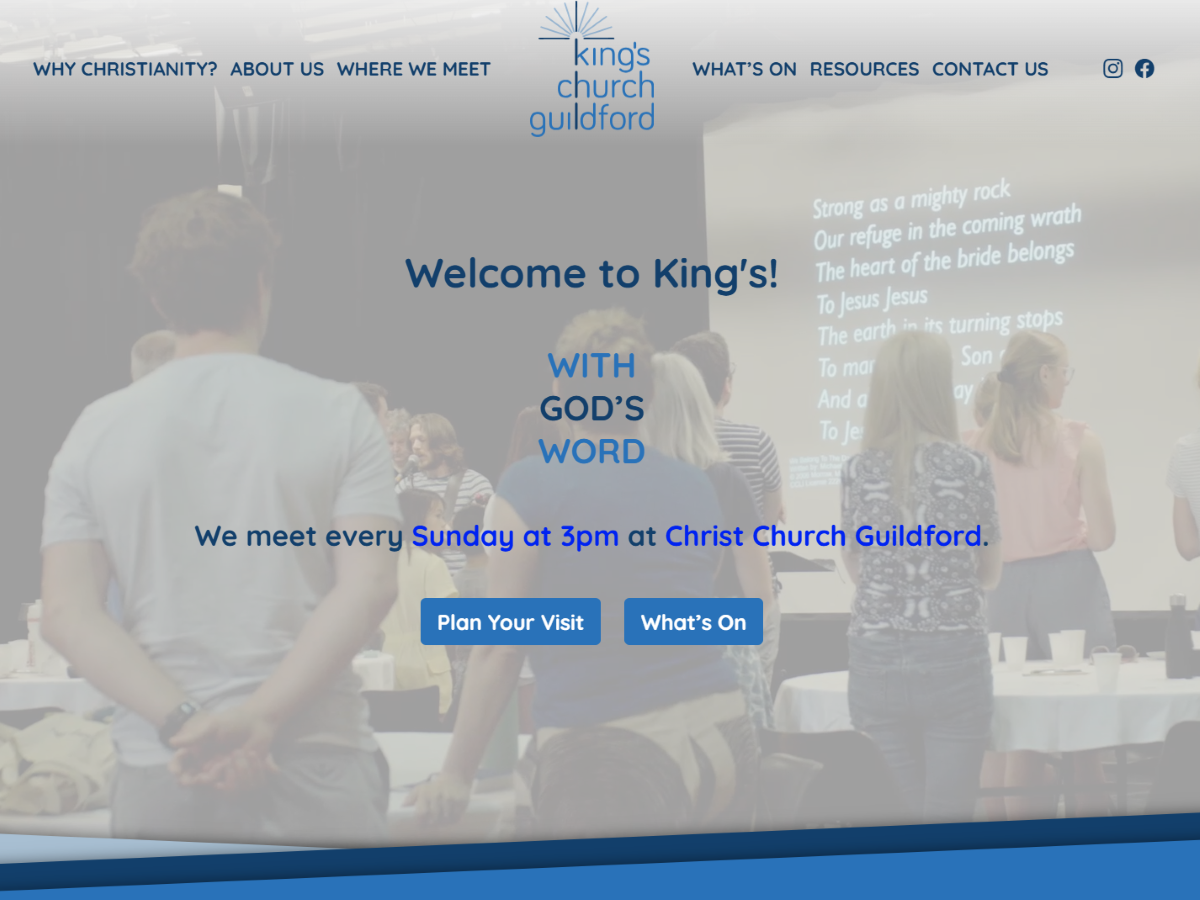 WHY CHRISTIANITY? ABOUT US WHERE WE MEET
king's
church
guildford
WHAT'S ON RESOURCES CONTACT US
Strong as a mighty rock
Our refuge in the coming wrath
The heart of the bride belongs
To Jesus Jesus
The earth in its turning stops
To Son
And a
To
Welcome to King's!
WITH
GOD'S
WORD
We meet every Sunday at 3pm at Christ Church Guildford.
Plan Your Visit What's On